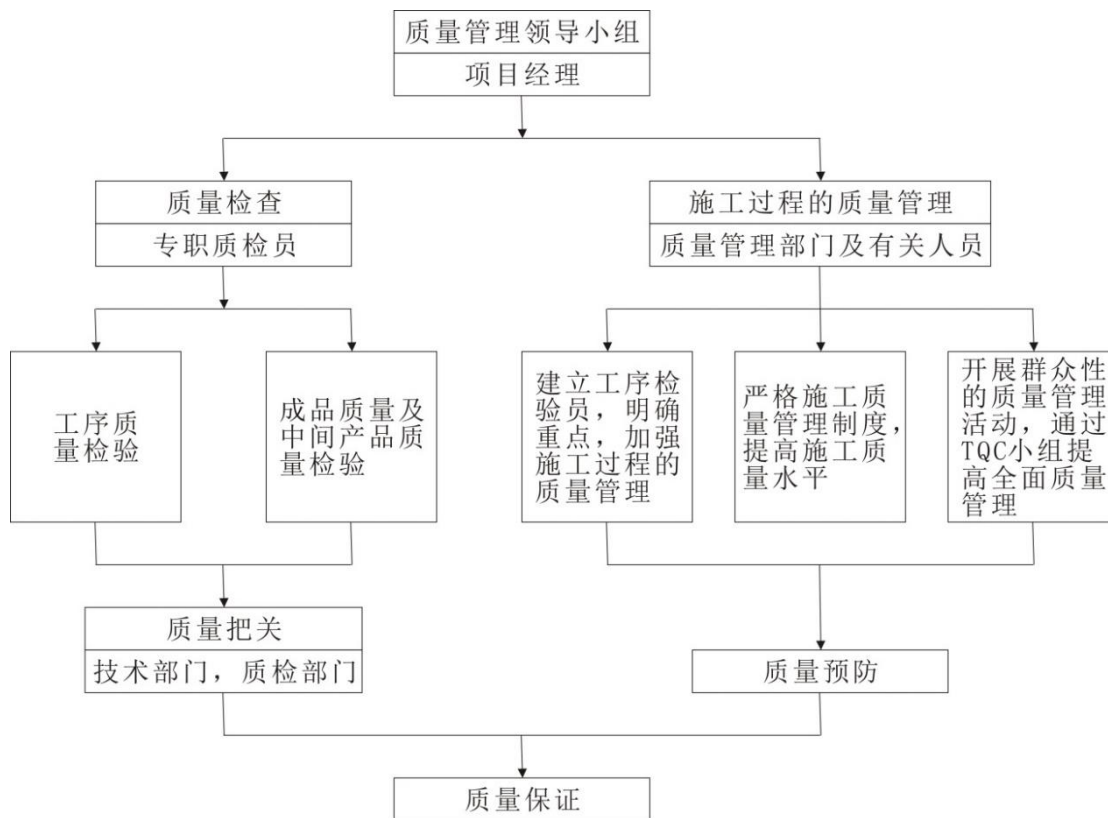 质量管理领导小组
项目经理
质量检查
专职质检员
施工过程的质量管理
质量管理部门及有关人员
工序质
量检验
成品质量及
中间产品质
量检验
建立工序检
验员，明确
重点，加强
施工过程的
质量管理
严格施工质
量管理制度，
提高施工质
量水平
开展群众性
的质量管理
活动，通过
TQC小组提
高全面质量
管理
质量把关
技术部门，质检部门
质量预防
质量保证